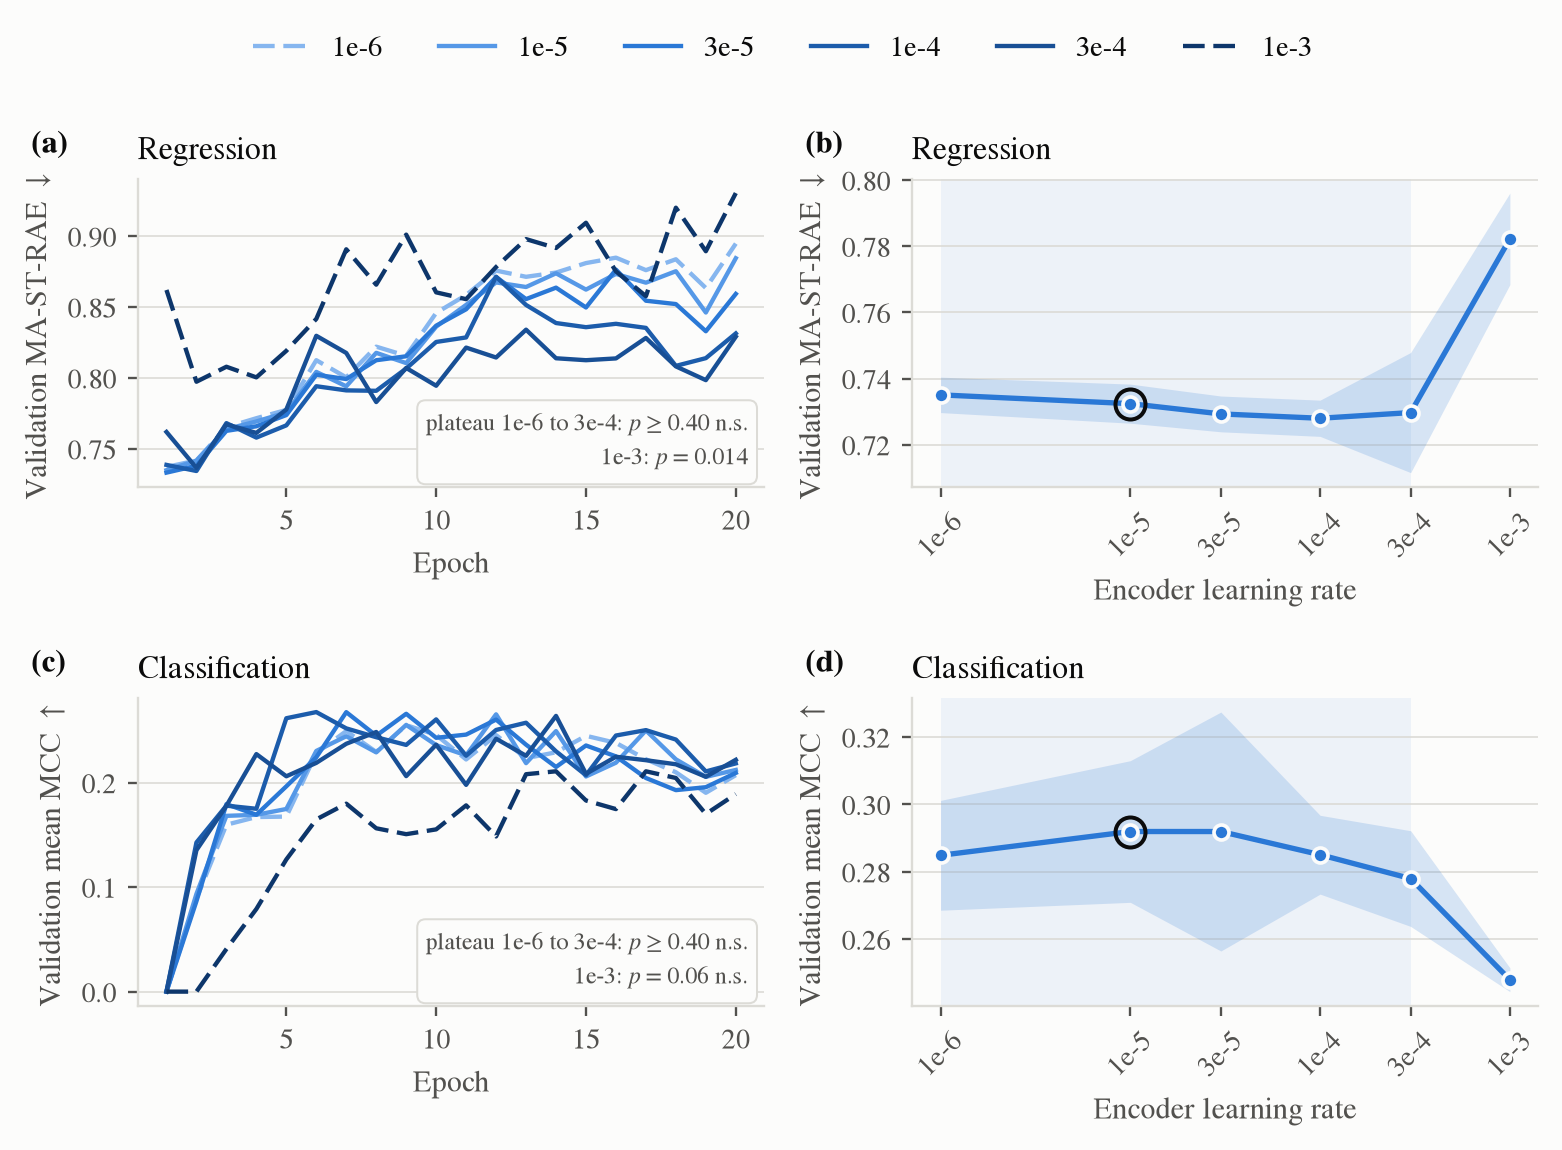 1e-6 1e-5 3e-5 1e-4 3e-4 1e-3
(a) Regression
Validation MA-ST-RAE ↓
0.90
0.85
0.80
0.75
plateau 1e-6 to 3e-4: p ≥ 0.40 n.s.
1e-3: p = 0.014
5 10 15 20
Epoch
(b) Regression
Validation MA-ST-RAE ↓
0.80
0.78
0.76
0.74
0.72
1e-6 1e-5 3e-5 1e-4 3e-4 1e-3
Encoder learning rate
(c) Classification
Validation mean MCC ↑
0.2
0.1
0.0
plateau 1e-6 to 3e-4: p ≥ 0.40 n.s.
1e-3: p = 0.06 n.s.
5 10 15 20
Epoch
(d) Classification
Validation mean MCC ↑
0.32
0.30
0.28
0.26
1e-6 1e-5 3e-5 1e-4 3e-4 1e-3
Encoder learning rate